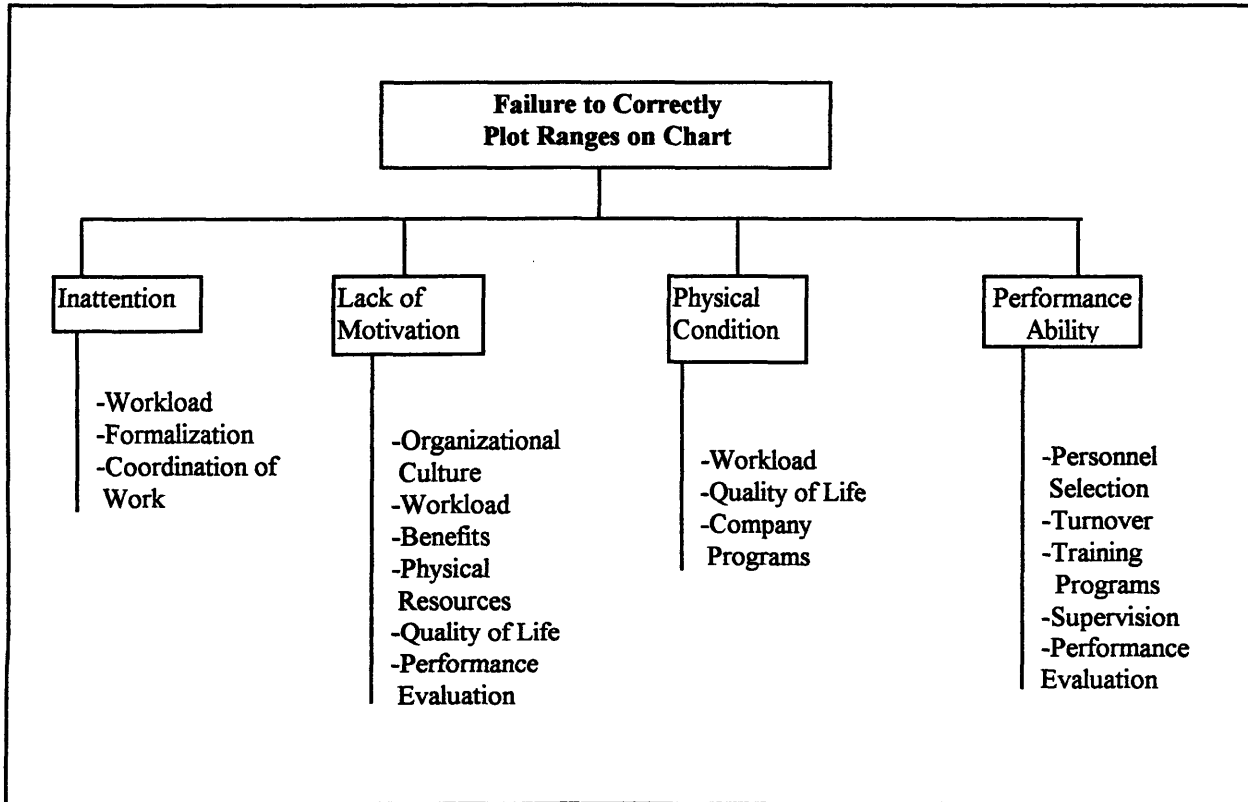 Failure to Correctly
Plot Ranges on Chart
Inattention
-Workload
-Formalization
-Coordination of
Work
Lack of
Motivation
-Organizational
Culture
-Workload
-Benefits
-Physical
Resources
-Quality of Life
-Performance
Evaluation
Physical
Condition
-Workload
-Quality of Life
-Company
Programs
Performance
Ability
-Personnel
Selection
-Turnover
-Training
Programs
-Supervision
-Performance
Evaluation